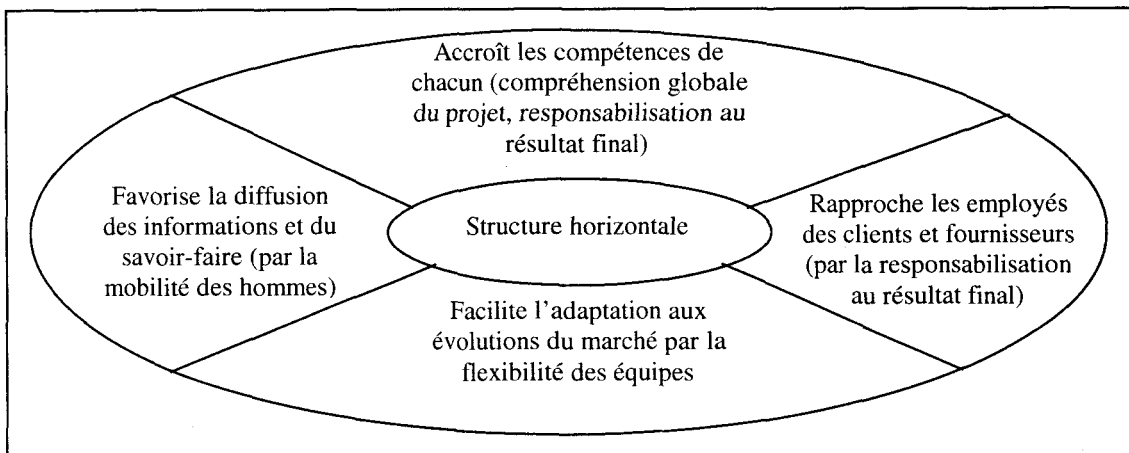 Accroît les compétences de
chacun (compréhension globale
du projet, responsabilisation au
résultat final)
Favorise la diffusion
des informations et du
savoir-faire (par la
mobilité des hommes)
Structure horizontale
Rapproche les employés
des clients et fournisseurs
(par la responsabilisation
au résultat final)
Facilite l’adaptation aux
évolutions du marché par la
flexibilité des équipes